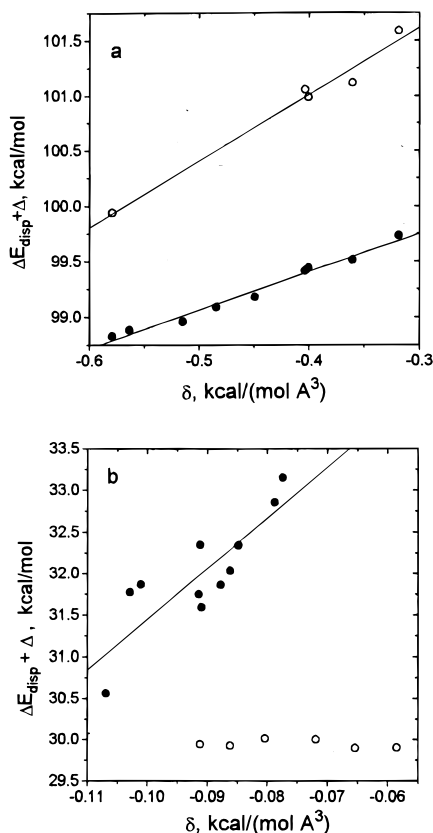 a
101.5
101.0
100.5
100.0
99.5
99.0
ΔE_disp+Δ, kcal/mol
-0.6 -0.5 -0.4 -0.3
δ, kcal/(mol A³)
b
33.5
33.0
32.5
32.0
31.5
31.0
30.5
30.0
29.5
ΔE_disp + Δ, kcal/mol
-0.11 -0.10 -0.09 -0.08 -0.07 -0.06
δ, kcal/(mol A³)